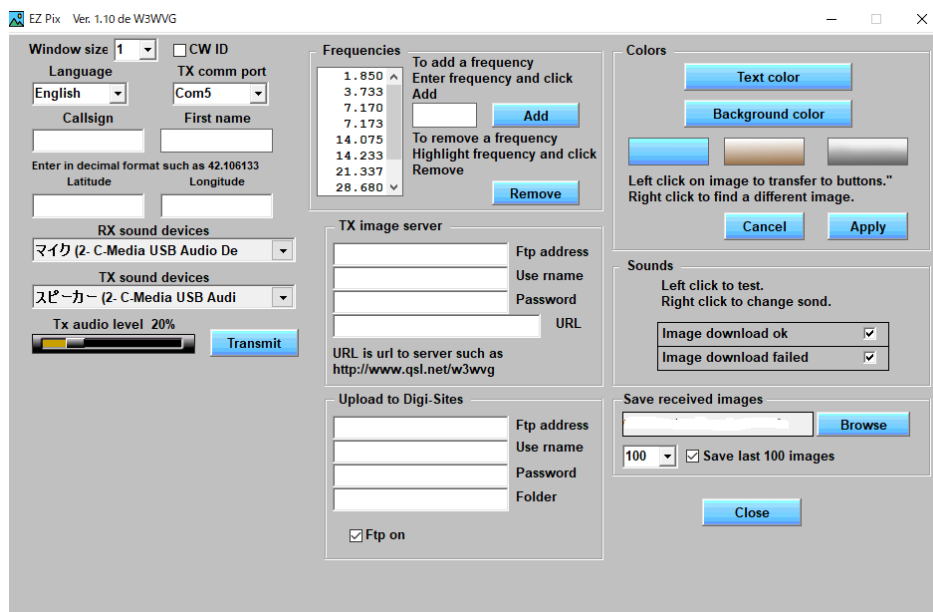 EZ Pix Ver. 1.10 de W3WVG
Window size 1
CW ID
Language
TX comm port
English
Com5
Callsign
First name
Enter in decimal format such as 42.106133
Latitude
Longitude
RX sound devices
マイク (2- C-Media USB Audio De
TX sound devices
スピーカー (2- C-Media USB Audi
Tx audio level 20%
Transmit
Frequencies
1.850
3.733
7.170
7.173
14.075
14.233
21.337
28.680
To add a frequency
Enter frequency and click
Add
Add
To remove a frequency
Highlight frequency and click
Remove
Remove
TX image server
Ftp address
Use rname
Password
URL
URL is url to server such as
http://www.qsl.net/w3wvg
Upload to Digi-Sites
Ftp address
Use rname
Password
Folder
Ftp on
Colors
Text color
Background color
Left click on image to transfer to buttons."
Right click to find a different image.
Cancel
Apply
Sounds
Left click to test.
Right click to change sond.
Image download ok
Image download failed
Save received images
Browse
100
Save last 100 images
Close